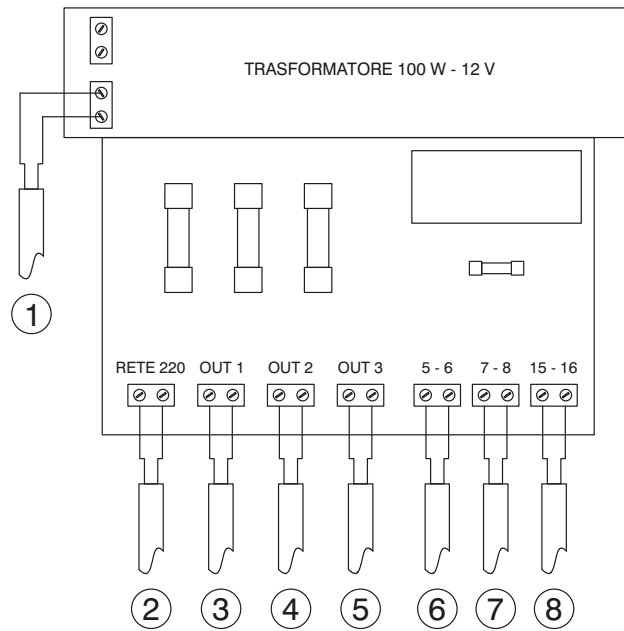 TRASFORMATORE 100 W - 12 V
1
RETE 220 OUT 1 OUT 2 OUT 3 5 - 6 7 - 8 15 - 16
2 3 4 5 6 7 8